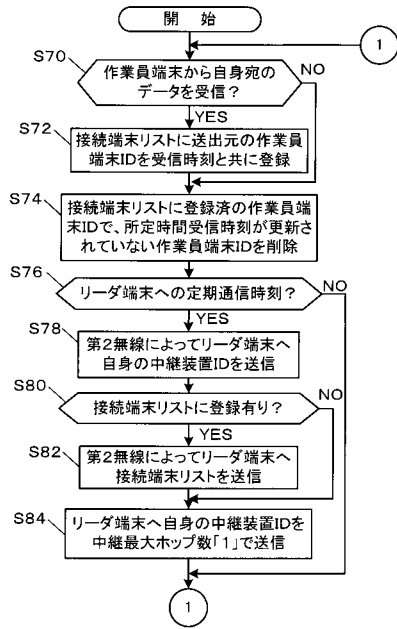 開 始
1
S70
作業員端末から自身宛の
データを受信？
NO
YES
S72
接続端末リストに送出元の作業員
端末IDを受信時刻と共に登録
S74
接続端末リストに登録済の作業員端
末IDで、所定時間受信時刻が更新さ
れていない作業員端末IDを削除
S76
リーダ端末への定期通信時刻？
NO
YES
S78
第2無線によってリーダ端末へ
自身の中継装置IDを送信
S80
接続端末リストに登録有り？
NO
YES
S82
第2無線によってリーダ端末へ
接続端末リストを送信
S84
リーダ端末へ自身の中継装置IDを
中継最大ホップ数「1」で送信
1